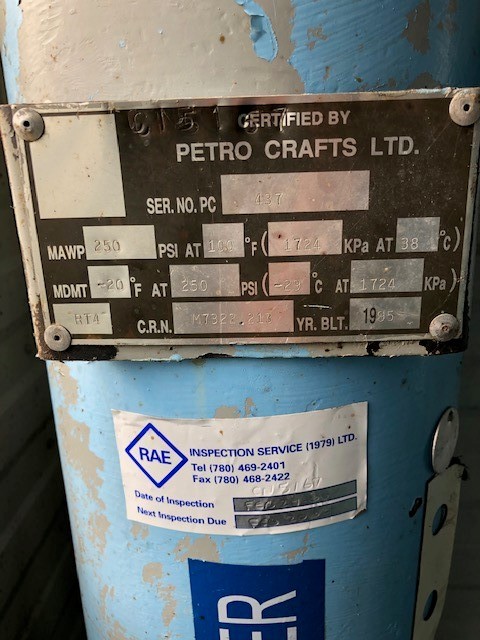 CERTIFIED BY
PETRO CRAFTS LTD.
SER. NO. PC 437
MAWP 250 PSI AT 100 °F ( 1724 KPa AT 38 °C)
MDMT -20 °F AT 250 PSI ( -29 °C AT 1724 KPa)
RT4 C.R.N. YR. BLT. 1985
RAE
INSPECTION SERVICE (1979) LTD.
Tel (780) 469-2401
Fax (780) 468-2422
Date of Inspection
Next Inspection Due
ER